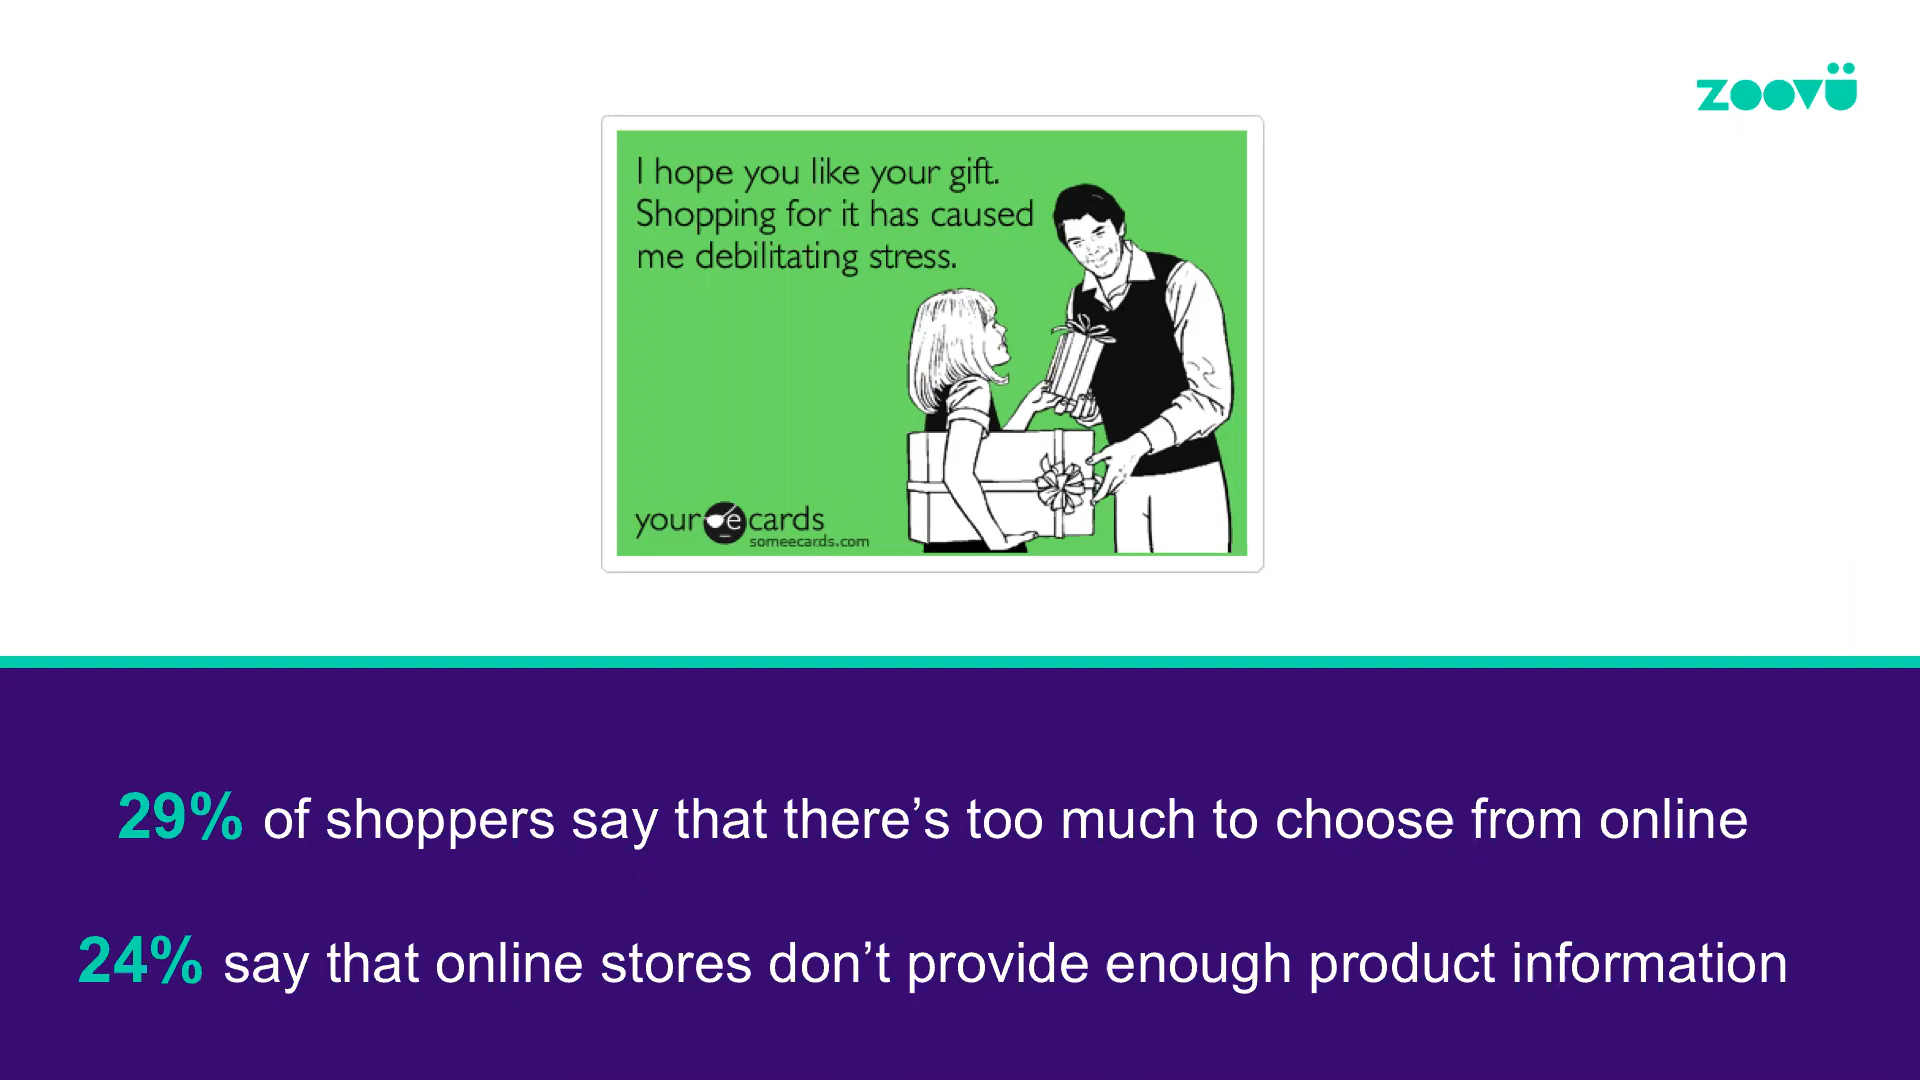 zoovü
I hope you like your gift.
Shopping for it has caused
me debilitating stress.
your e cards
someecards.com
29% of shoppers say that there’s too much to choose from online
24% say that online stores don’t provide enough product information